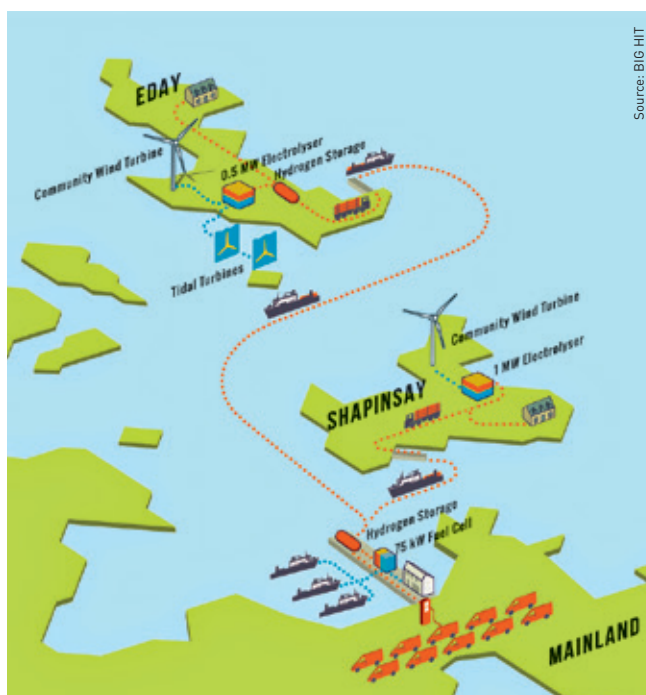 Source: BIG HIT
EDAY
Community Wind Turbine
0.5 MW Electrolyser
Hydrogen Storage
Tidal Turbines
Community Wind Turbine
1 MW Electrolyser
SHAPINSAY
Hydrogen Storage
75 kW Fuel Cell
MAINLAND